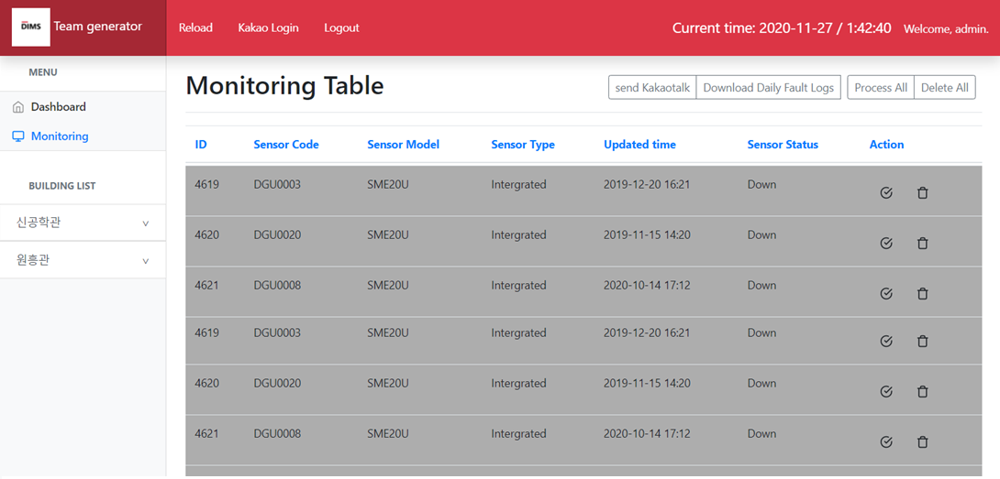 DIMS Team generator Reload Kakao Login Logout Current time: 2020-11-27 / 1:42:40 Welcome, admin.
MENU
Dashboard
Monitoring
BUILDING LIST
신공학관
원흥관
Monitoring Table send Kakaotalk Download Daily Fault Logs Process All Delete All
ID Sensor Code Sensor Model Sensor Type Updated time Sensor Status Action
4619 DGU0003 SME20U Intergrated 2019-12-20 16:21 Down
4620 DGU0020 SME20U Intergrated 2019-11-15 14:20 Down
4621 DGU0008 SME20U Intergrated 2020-10-14 17:12 Down
4619 DGU0003 SME20U Intergrated 2019-12-20 16:21 Down
4620 DGU0020 SME20U Intergrated 2019-11-15 14:20 Down
4621 DGU0008 SME20U Intergrated 2020-10-14 17:12 Down